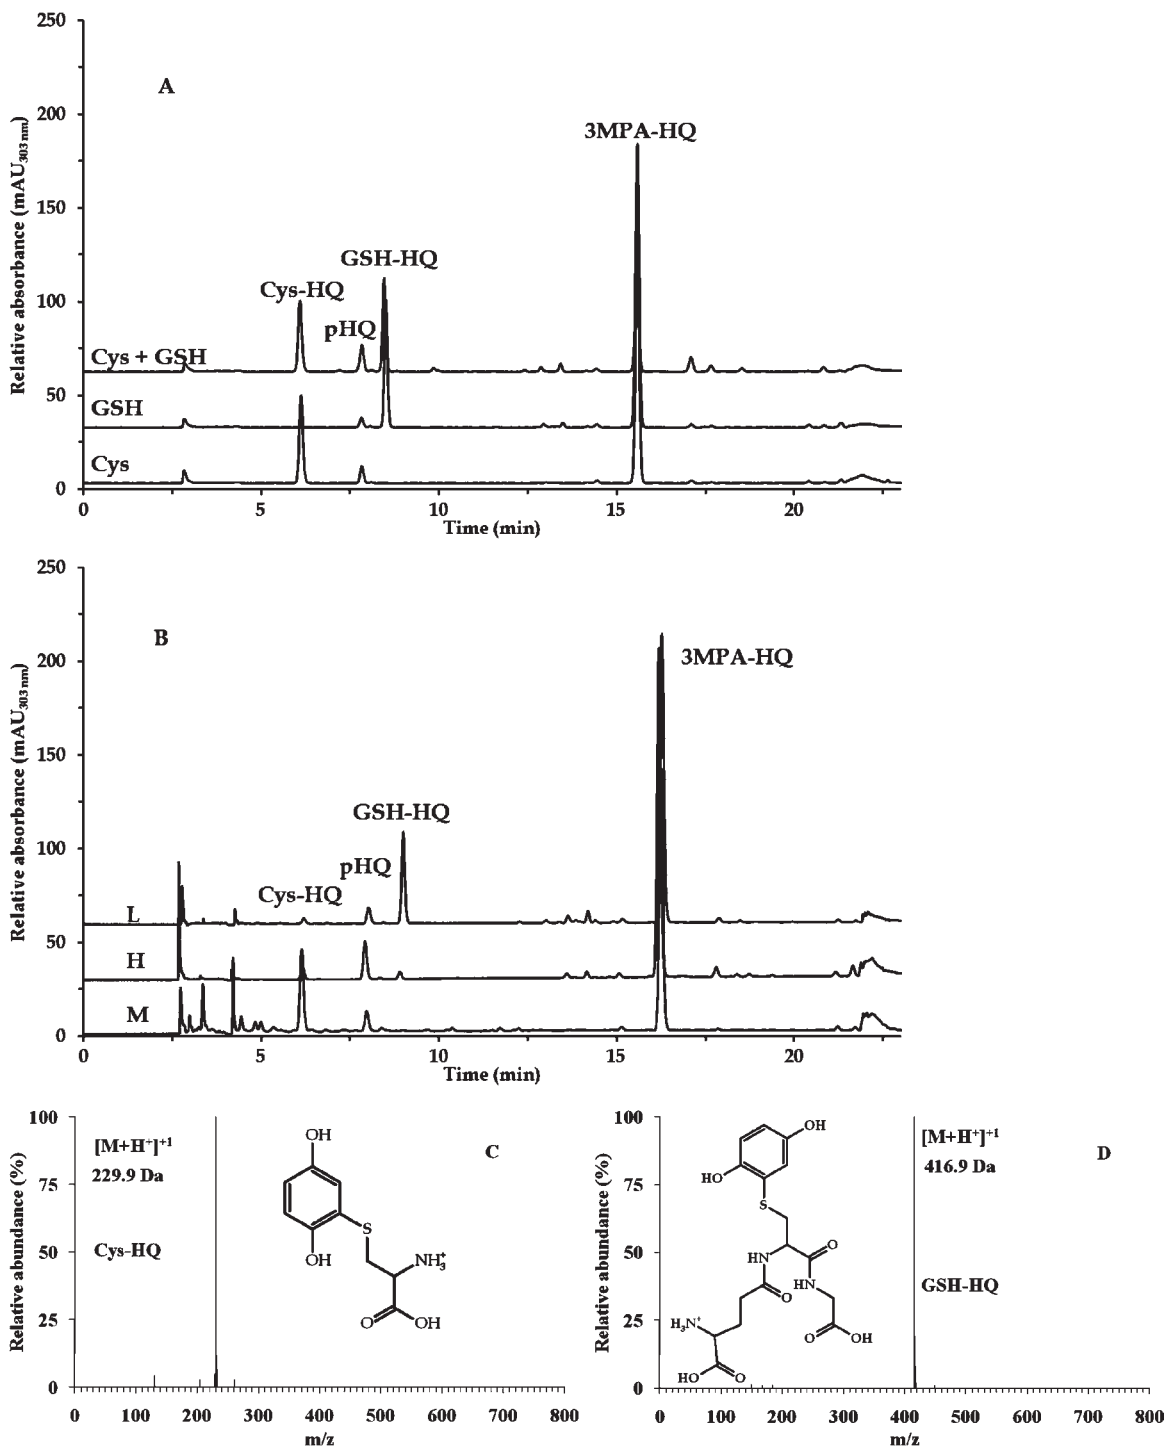 250
A
200
3MPA-HQ
150
GSH-HQ
Cys-HQ
100
pHQ
Cys + GSH
50
GSH
Cys
0
Relative absorbance (mAU303 nm)
0 5 10 15 20
Time (min)
250
B
200
3MPA-HQ
150
GSH-HQ
100
pHQ
Cys-HQ
L
50
H
M
0
Relative absorbance (mAU303 nm)
0 5 10 15 20
Time (min)
100
[M+H⁺]⁺¹
229.9 Da
C
75
Cys-HQ
50
25
0
Relative abundance (%)
OH
S
OH
NH₃⁺
O
OH
0 100 200 300 400 500 600 700 800
m/z
100
[M+H⁺]⁺¹
416.9 Da
D
75
50
GSH-HQ
25
0
Relative abundance (%)
OH
HO
S
HN
O
HN
O
H₃N⁺
O
OH
HO
O
0 100 200 300 400 500 600 700 800
m/z